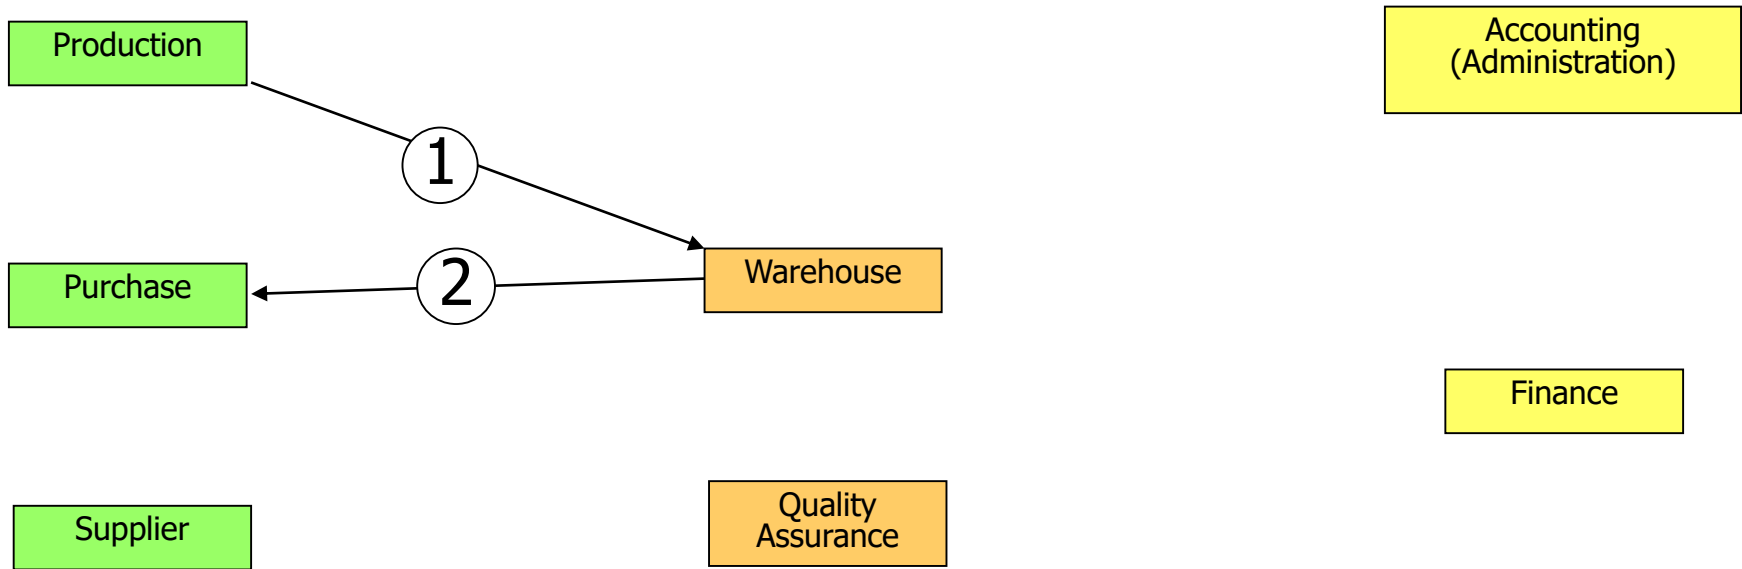 Production
Accounting
(Administration)
1
Purchase
2
Warehouse
Finance
Supplier
Quality
Assurance